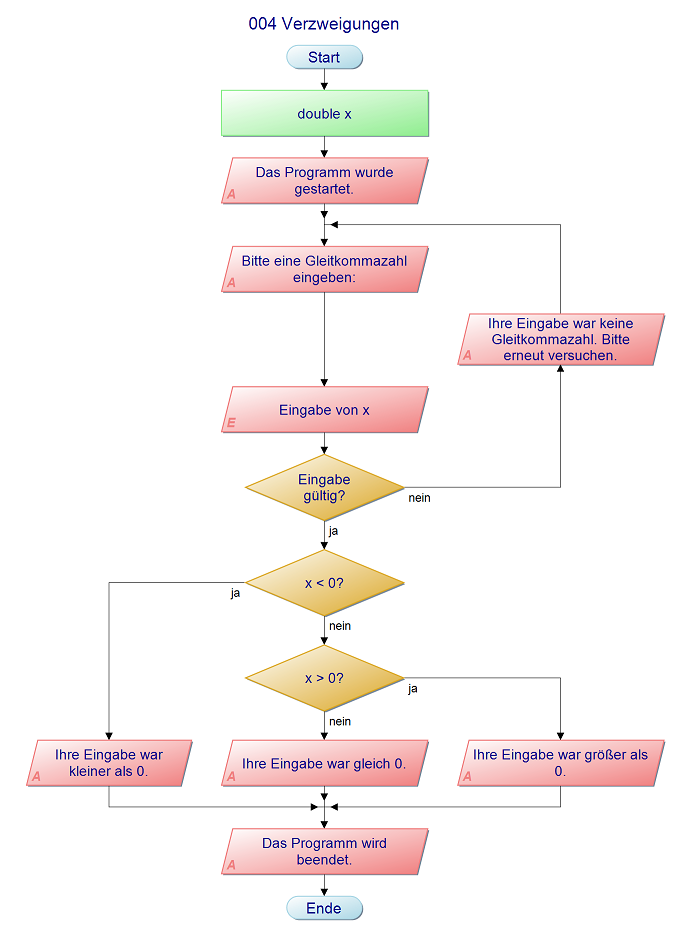 004 Verzweigungen
Start
double x
Das Programm wurde
gestartet.
A
Bitte eine Gleitkommazahl
eingeben:
A
Ihre Eingabe war keine
Gleitkommazahl. Bitte
erneut versuchen.
A
Eingabe von x
E
Eingabe
gültig?
nein
ja
x < 0?
ja
nein
x > 0?
ja
nein
Ihre Eingabe war
kleiner als 0.
A
Ihre Eingabe war gleich 0.
A
Ihre Eingabe war größer als
0.
A
Das Programm wird
beendet.
A
Ende